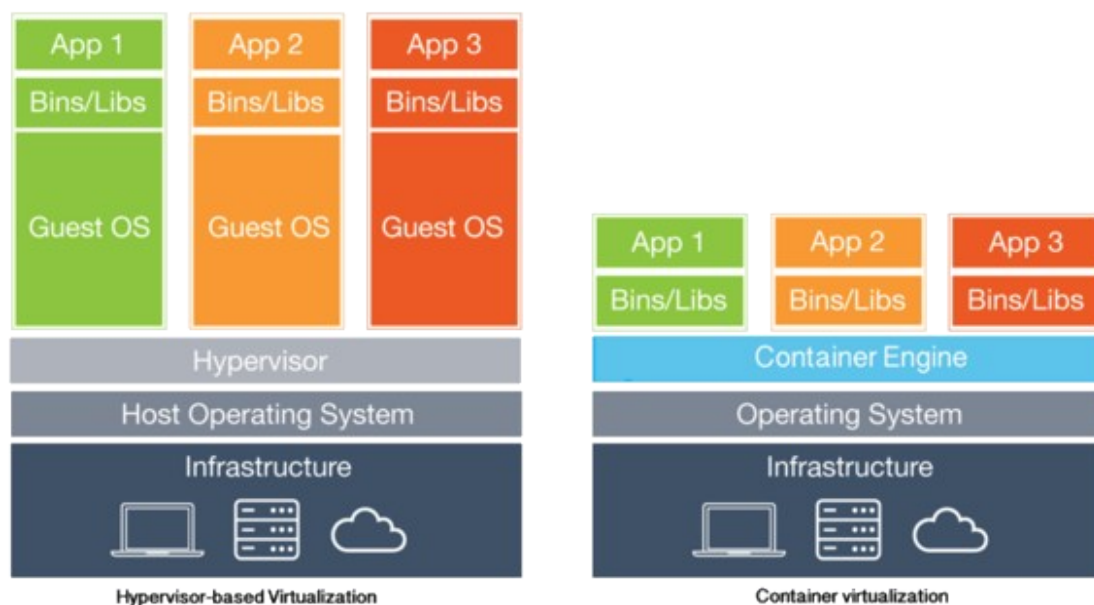 App 1
App 2
App 3
Bins/Libs
Bins/Libs
Bins/Libs
Guest OS
Guest OS
Guest OS
Hypervisor
Host Operating System
Infrastructure
Hypervisor-based Virtualization
App 1
App 2
App 3
Bins/Libs
Bins/Libs
Bins/Libs
Container Engine
Operating System
Infrastructure
Container virtualization